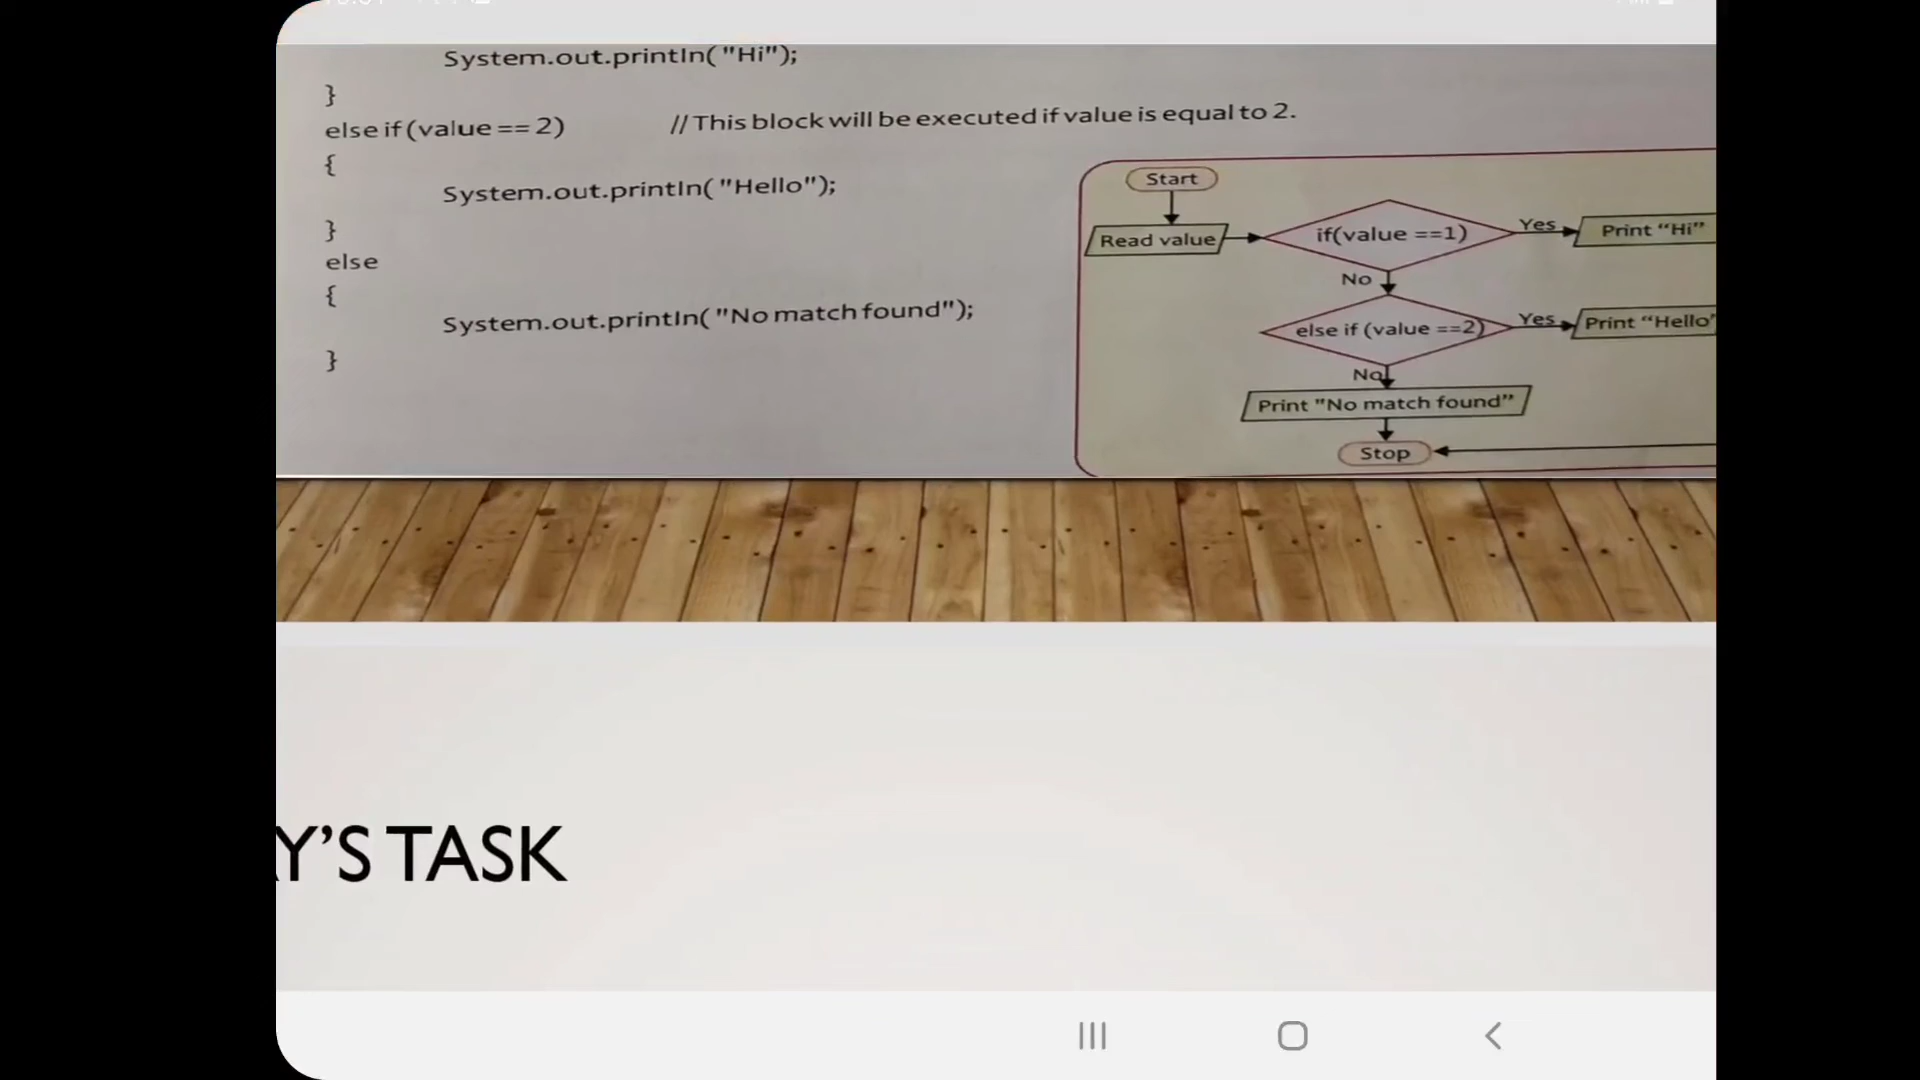 System.out.println( "Hi");
}
else if (value == 2) // This block will be executed if value is equal to 2.
{
System.out.println( "Hello");
}
else
{
System.out.println( "No match found");
}
Start
Read value
if(value ==1)
Yes
Print “Hi”
No
else if (value ==2)
Yes
Print “Hello”
No
Print "No match found”
Stop
Y’S TASK